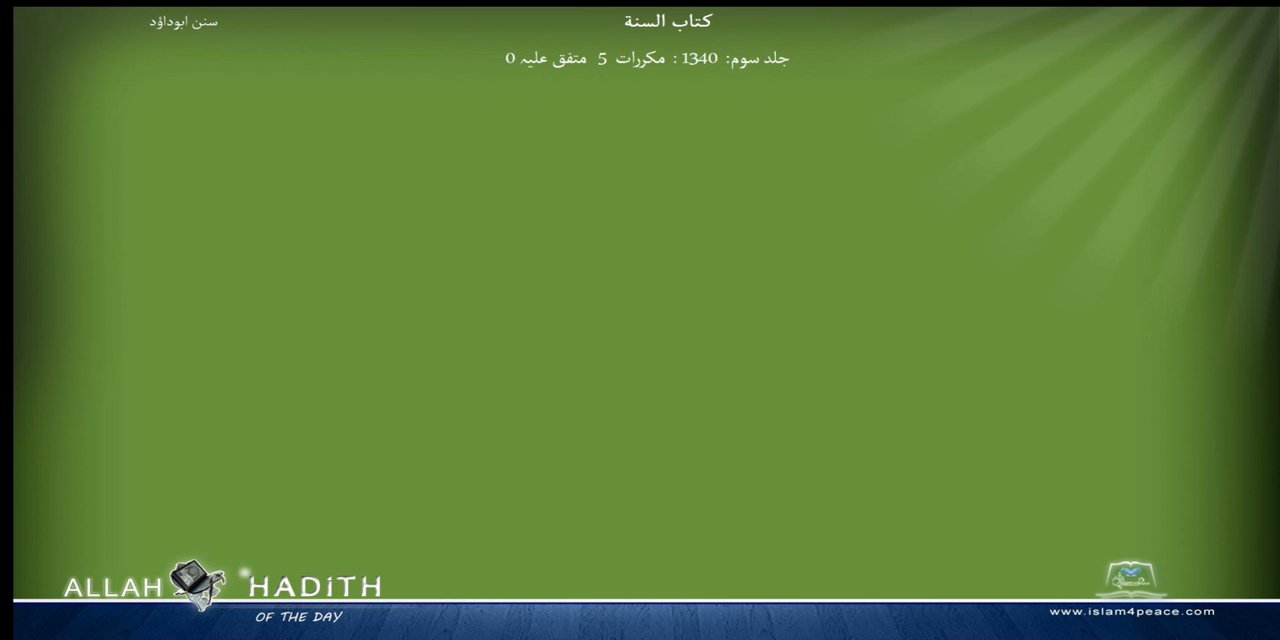 کتاب السنة
سنن ابوداؤد
جلد سوم: 1340 : مکررات 5 متفق علیہ 0
ALLAH HADITH
OF THE DAY
www.islam4peace.com